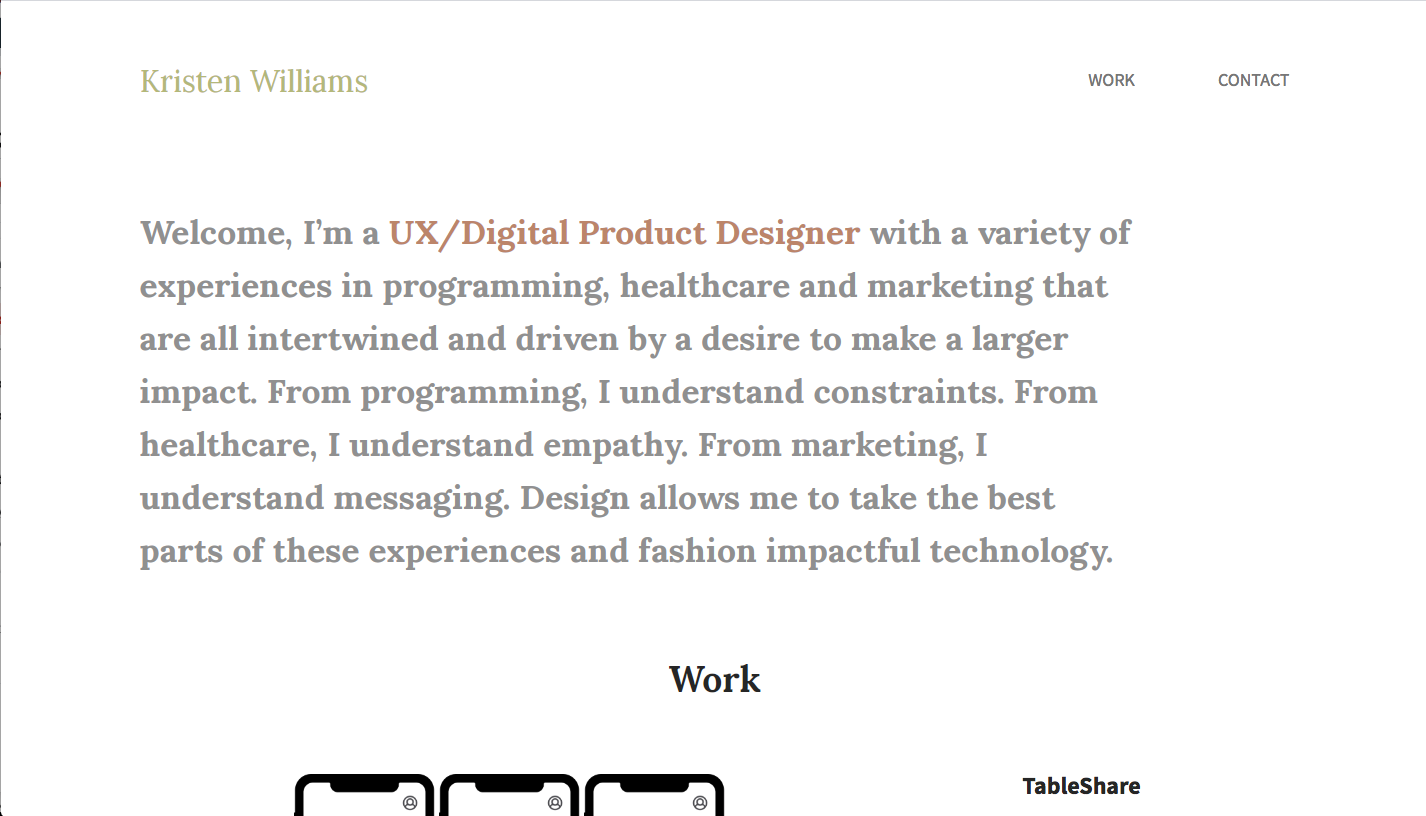 Kristen Williams
WORK
CONTACT
Welcome, I’m a UX/Digital Product Designer with a variety of
experiences in programming, healthcare and marketing that
are all intertwined and driven by a desire to make a larger
impact. From programming, I understand constraints. From
healthcare, I understand empathy. From marketing, I
understand messaging. Design allows me to take the best
parts of these experiences and fashion impactful technology.
Work
TableShare